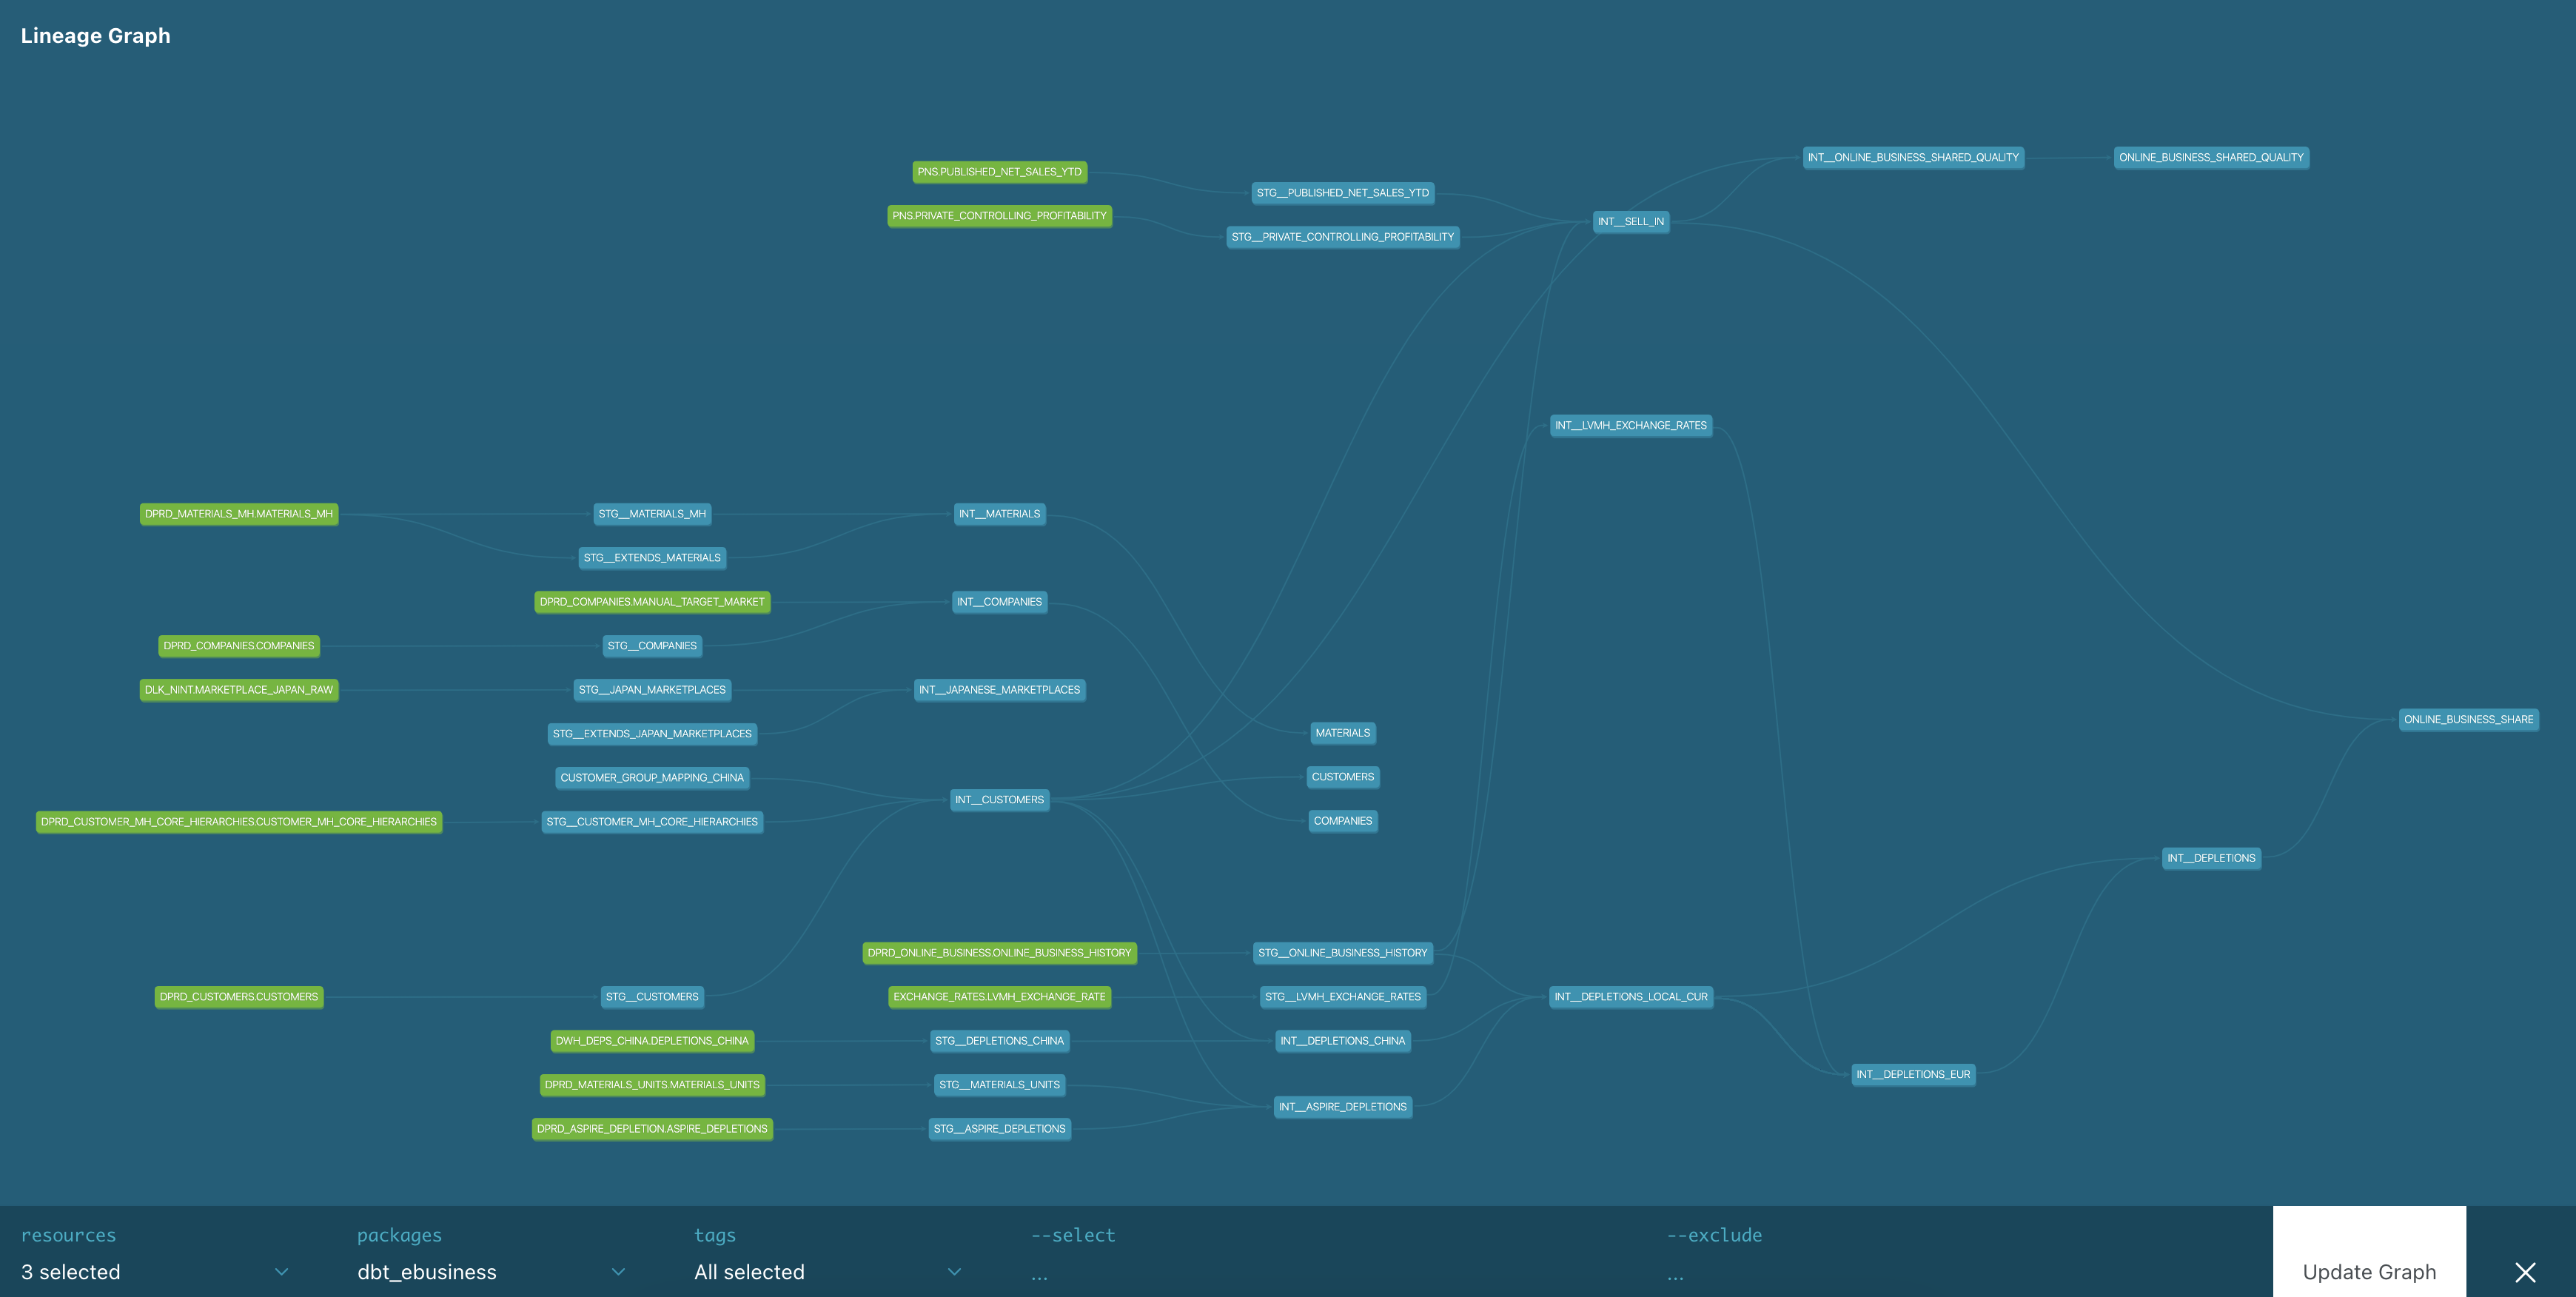 Lineage Graph
INT__ONLINE_BUSINESS_SHARED_QUALITY
ONLINE_BUSINESS_SHARED_QUALITY
PNS.PUBLISHED_NET_SALES_YTD
STG__PUBLISHED_NET_SALES_YTD
PNS.PRIVATE_CONTROLLING_PROFITABILITY
INT__SELL_IN
STG__PRIVATE_CONTROLLING_PROFITABILITY
INT__LVMH_EXCHANGE_RATES
DPRD_MATERIALS_MH.MATERIALS_MH
STG__MATERIALS_MH
INT__MATERIALS
STG__EXTENDS_MATERIALS
DPRD_COMPANIES.MANUAL_TARGET_MARKET
INT__COMPANIES
DPRD_COMPANIES.COMPANIES
STG__COMPANIES
DLK_NINT.MARKETPLACE_JAPAN_RAW
STG__JAPAN_MARKETPLACES
INT__JAPANESE_MARKETPLACES
ONLINE_BUSINESS_SHARE
STG__EXTENDS_JAPAN_MARKETPLACES
MATERIALS
CUSTOMER_GROUP_MAPPING_CHINA
CUSTOMERS
INT__CUSTOMERS
DPRD_CUSTOMER_MH_CORE_HIERARCHIES.CUSTOMER_MH_CORE_HIERARCHIES
STG__CUSTOMER_MH_CORE_HIERARCHIES
COMPANIES
INT__DEPLETIONS
DPRD_ONLINE_BUSINESS.ONLINE_BUSINESS_HISTORY
STG__ONLINE_BUSINESS_HISTORY
DPRD_CUSTOMERS.CUSTOMERS
STG__CUSTOMERS
EXCHANGE_RATES.LVMH_EXCHANGE_RATE
STG__LVMH_EXCHANGE_RATES
INT__DEPLETIONS_LOCAL_CUR
DWH_DEPS_CHINA.DEPLETIONS_CHINA
STG__DEPLETIONS_CHINA
INT__DEPLETIONS_CHINA
INT__DEPLETIONS_EUR
DPRD_MATERIALS_UNITS.MATERIALS_UNITS
STG__MATERIALS_UNITS
INT__ASPIRE_DEPLETIONS
DPRD_ASPIRE_DEPLETION.ASPIRE_DEPLETIONS
STG__ASPIRE_DEPLETIONS
resources
packages
tags
--select
--exclude
3 selected
dbt_ebusiness
All selected
...
...
Update Graph